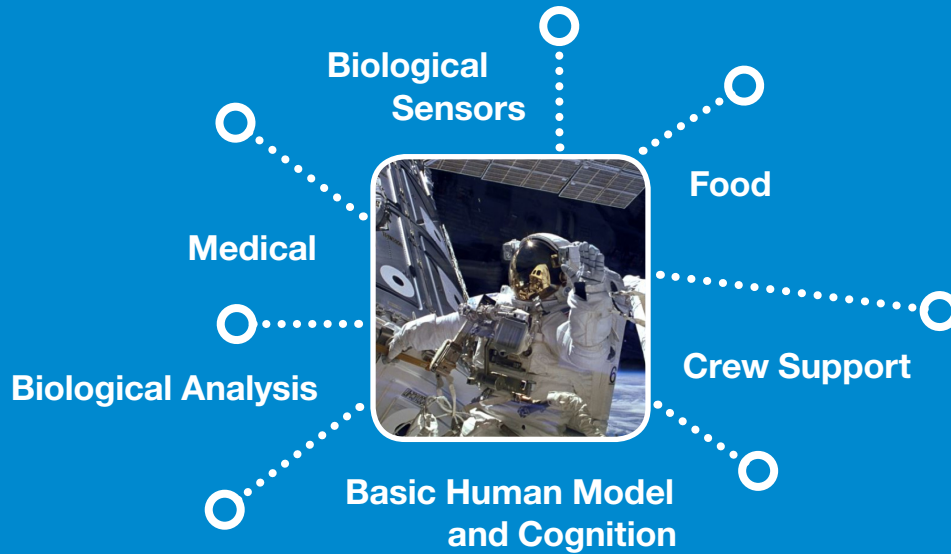 Biological
Sensors
Food
Medical
Crew Support
Biological Analysis
Basic Human Model
and Cognition